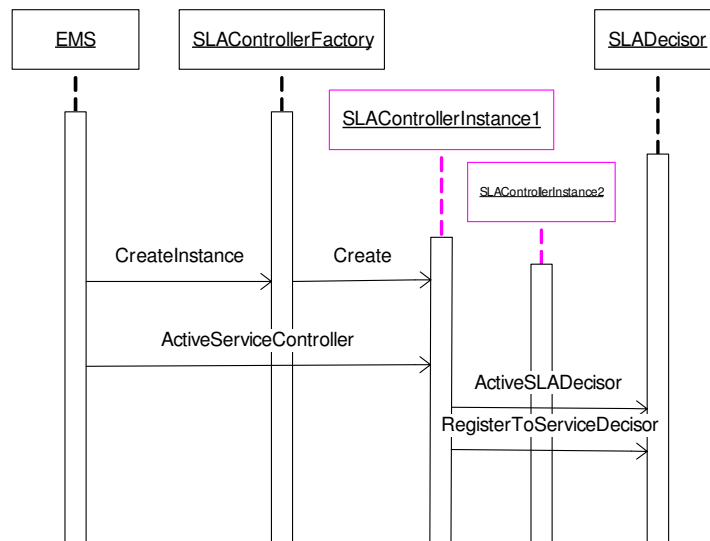 EMS
SLAControllerFactory
SLADecisor
SLAControllerInstance1
SLAControllerInstance2
CreateInstance
Create
ActiveServiceController
ActiveSLADecisor
RegisterToServiceDecisor